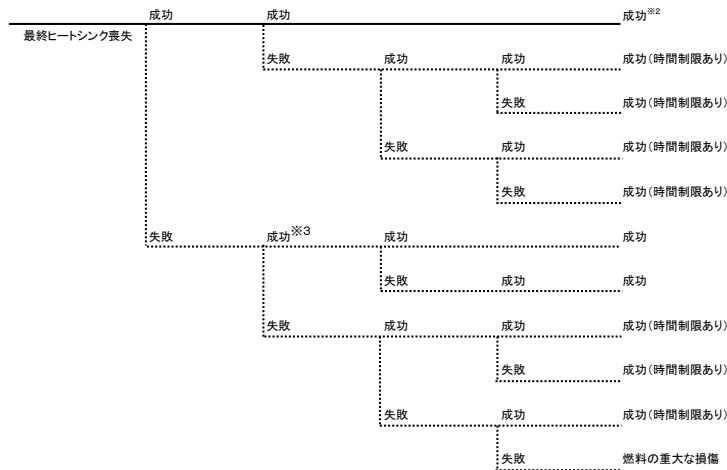 成功 成功 成功※2
最終ヒートシンク喪失
失敗 成功 成功 成功(時間制限あり)
失敗 成功(時間制限あり)
失敗 成功 成功(時間制限あり)
失敗 成功(時間制限あり)
失敗 成功※3 成功 成功
失敗 成功 成功
失敗 成功 成功 成功(時間制限あり)
失敗 成功(時間制限あり)
失敗 成功 成功(時間制限あり)
失敗 燃料の重大な損傷